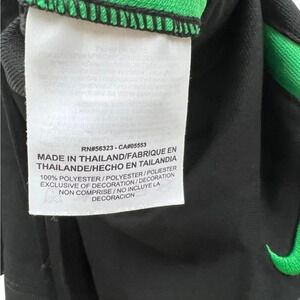 RN#56323 - CA#05553
MADE IN THAILAND/FABRIQUE EN
THAILANDE/HECHO EN TAILANDIA
100% POLYESTER / POLYESTER / POLIESTER
EXCLUSIVE OF DECORATION / DECORATION
NON COMPRISE / NO INCLUYE LA
DECORACION